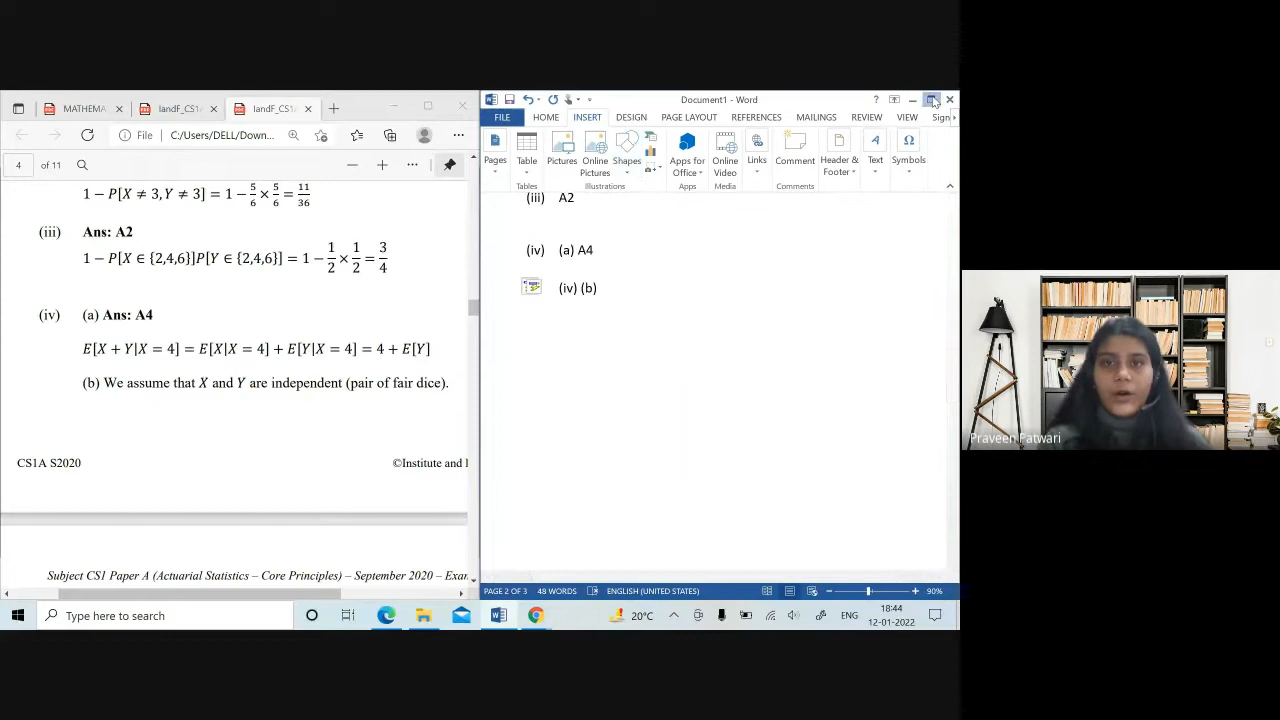 MATHEMA
IandF_CS1
IandF_CS1
File
C:/Users/DELL/Down...
4 of 11
1 − P[X ≠ 3, Y ≠ 3] = 1 − 5/6 × 5/6 = 11/36
(iii) Ans: A2
1 − P[X ∈ {2,4,6}]P[Y ∈ {2,4,6}] = 1 − 1/2 × 1/2 = 3/4
(iv) (a) Ans: A4
E[X + Y|X = 4] = E[X|X = 4] + E[Y|X = 4] = 4 + E[Y]
(b) We assume that X and Y are independent (pair of fair dice).
CS1A S2020 ©Institute and
Subject CS1 Paper A (Actuarial Statistics – Core Principles) – September 2020 – Exa
Document1 - Word
FILE HOME INSERT DESIGN PAGE LAYOUT REFERENCES MAILINGS REVIEW VIEW Sign
Pages Table Pictures Online Pictures Shapes Apps for Office Online Video Links Comment Header & Footer Text Symbols
Tables Illustrations Apps Media Comments
(iii) A2
(iv) (a) A4
(iv) (b)
PAGE 2 OF 3 48 WORDS ENGLISH (UNITED STATES) 90%
Type here to search
20°C
ENG
18:44
12-01-2022
Praveen Patwari